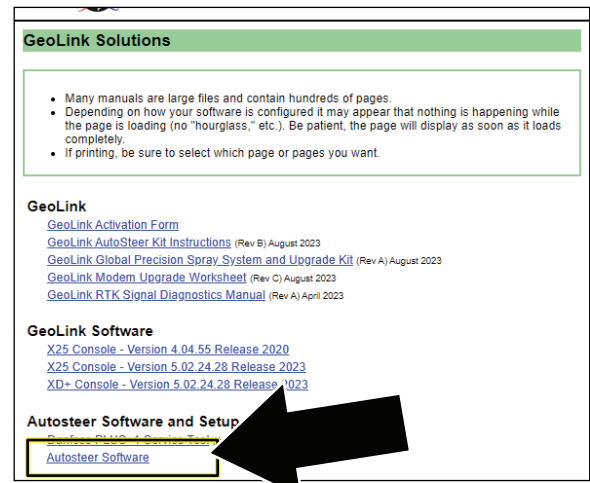 GeoLink Solutions
• Many manuals are large files and contain hundreds of pages.
• Depending on how your software is configured it may appear that nothing is happening while
the page is loading (no "hourglass," etc.). Be patient, the page will display as soon as it loads
completely.
• If printing, be sure to select which page or pages you want.
GeoLink
GeoLink Activation Form
GeoLink AutoSteer Kit Instructions (Rev B) August 2023
GeoLink Global Precision Spray System and Upgrade Kit (Rev A) August 2023
GeoLink Modem Upgrade Worksheet (Rev C) August 2023
GeoLink RTK Signal Diagnostics Manual (Rev A) April 2023
GeoLink Software
X25 Console - Version 4.04.55 Release 2020
X25 Console - Version 5.02.24.28 Release 2023
XD+ Console - Version 5.02.24.28 Release 2023
Autosteer Software and Setup
Danfoss PLUS+1 Service Tool
Autosteer Software